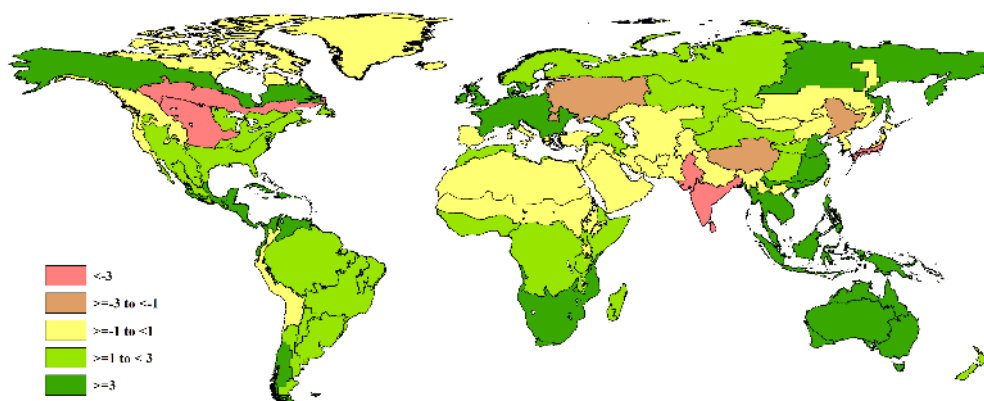 <-3
>=-3 to <-1
>=-1 to <1
>=1 to < 3
>=3